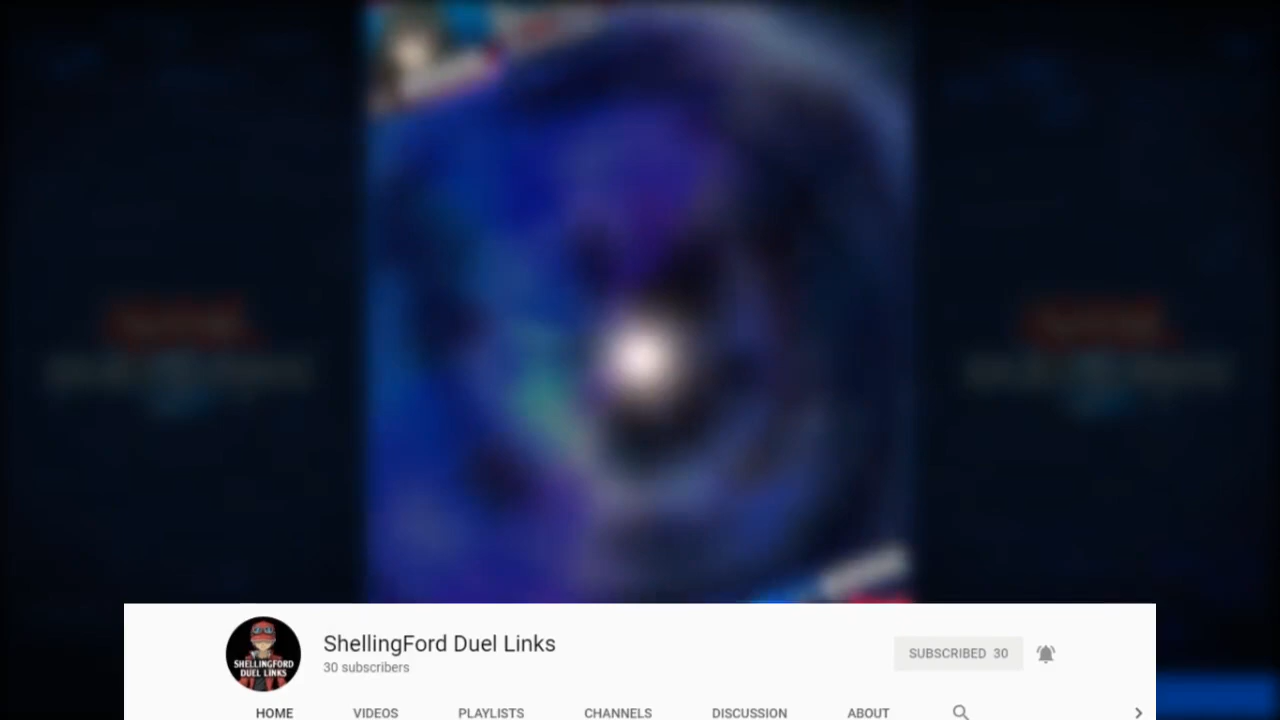 ShellingFord Duel Links
30 subscribers
SHELLINGFORD
DUEL LINKS
SUBSCRIBED 30
HOME VIDEOS PLAYLISTS CHANNELS DISCUSSION ABOUT